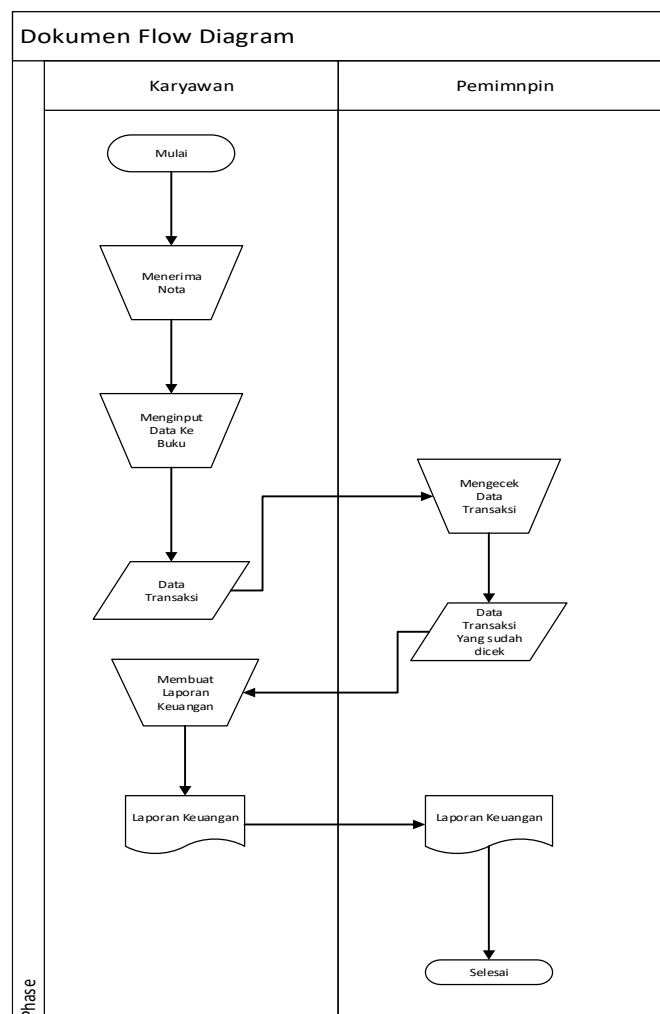 Dokumen Flow Diagram
Karyawan
Pemimnpin
Mulai
Menerima
Nota
Menginput
Data Ke
Buku
Data
Transaksi
Mengecek
Data
Transaksi
Data
Transaksi
Yang sudah
dicek
Membuat
Laporan
Keuangan
Laporan Keuangan
Laporan Keuangan
Selesai
Phase